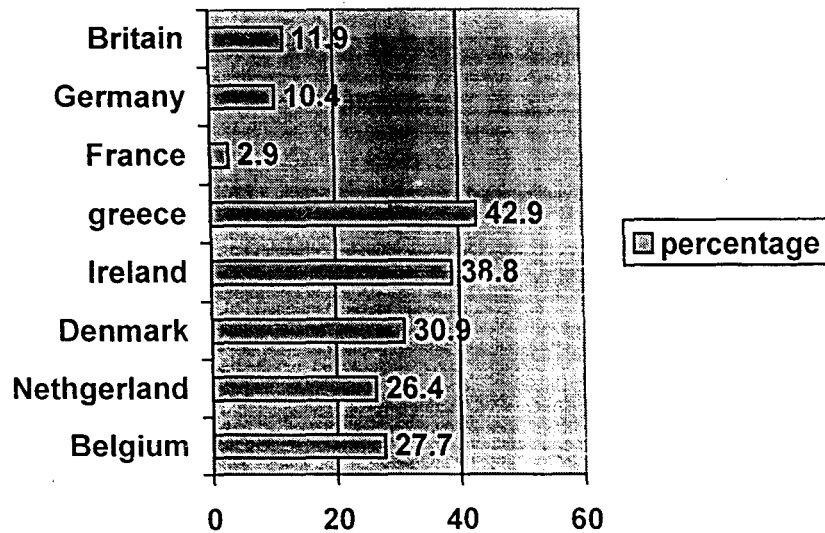 Britain 11.9
Germany 10.4
France 2.9
greece 42.9
percentage
Ireland 38.8
Denmark 30.9
Nethgerland 26.4
Belgium 27.7
0 20 40 60